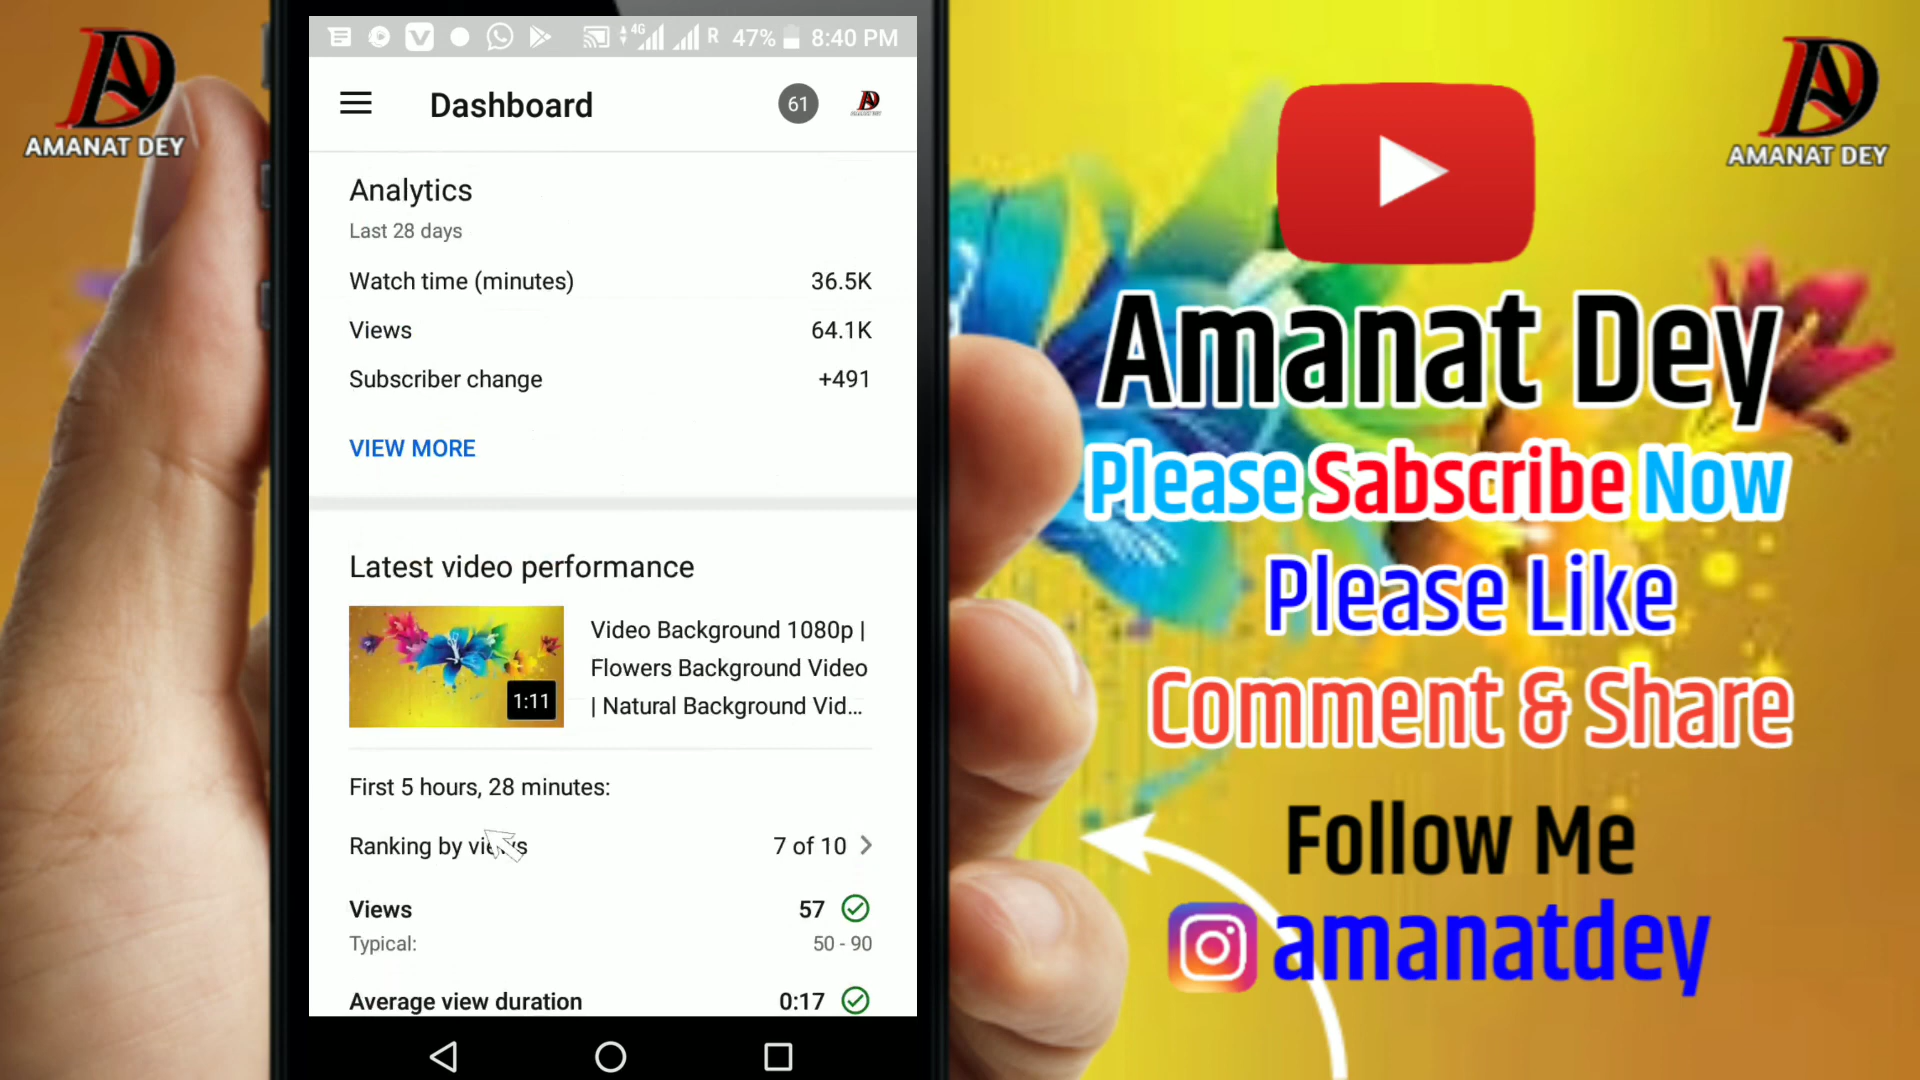 AMANAT DEY
4G
R 47% 8:40 PM
Dashboard
61
Analytics
Last 28 days
Watch time (minutes) 36.5K
Views 64.1K
Subscriber change +491
VIEW MORE
Latest video performance
1:11
Video Background 1080p |
Flowers Background Video
| Natural Background Vid...
First 5 hours, 28 minutes:
Ranking by views 7 of 10
Views 57
Typical: 50 - 90
Average view duration 0:17
AMANAT DEY
Amanat Dey
Please Sabscribe Now
Please Like
Comment & Share
Follow Me
amanatdey